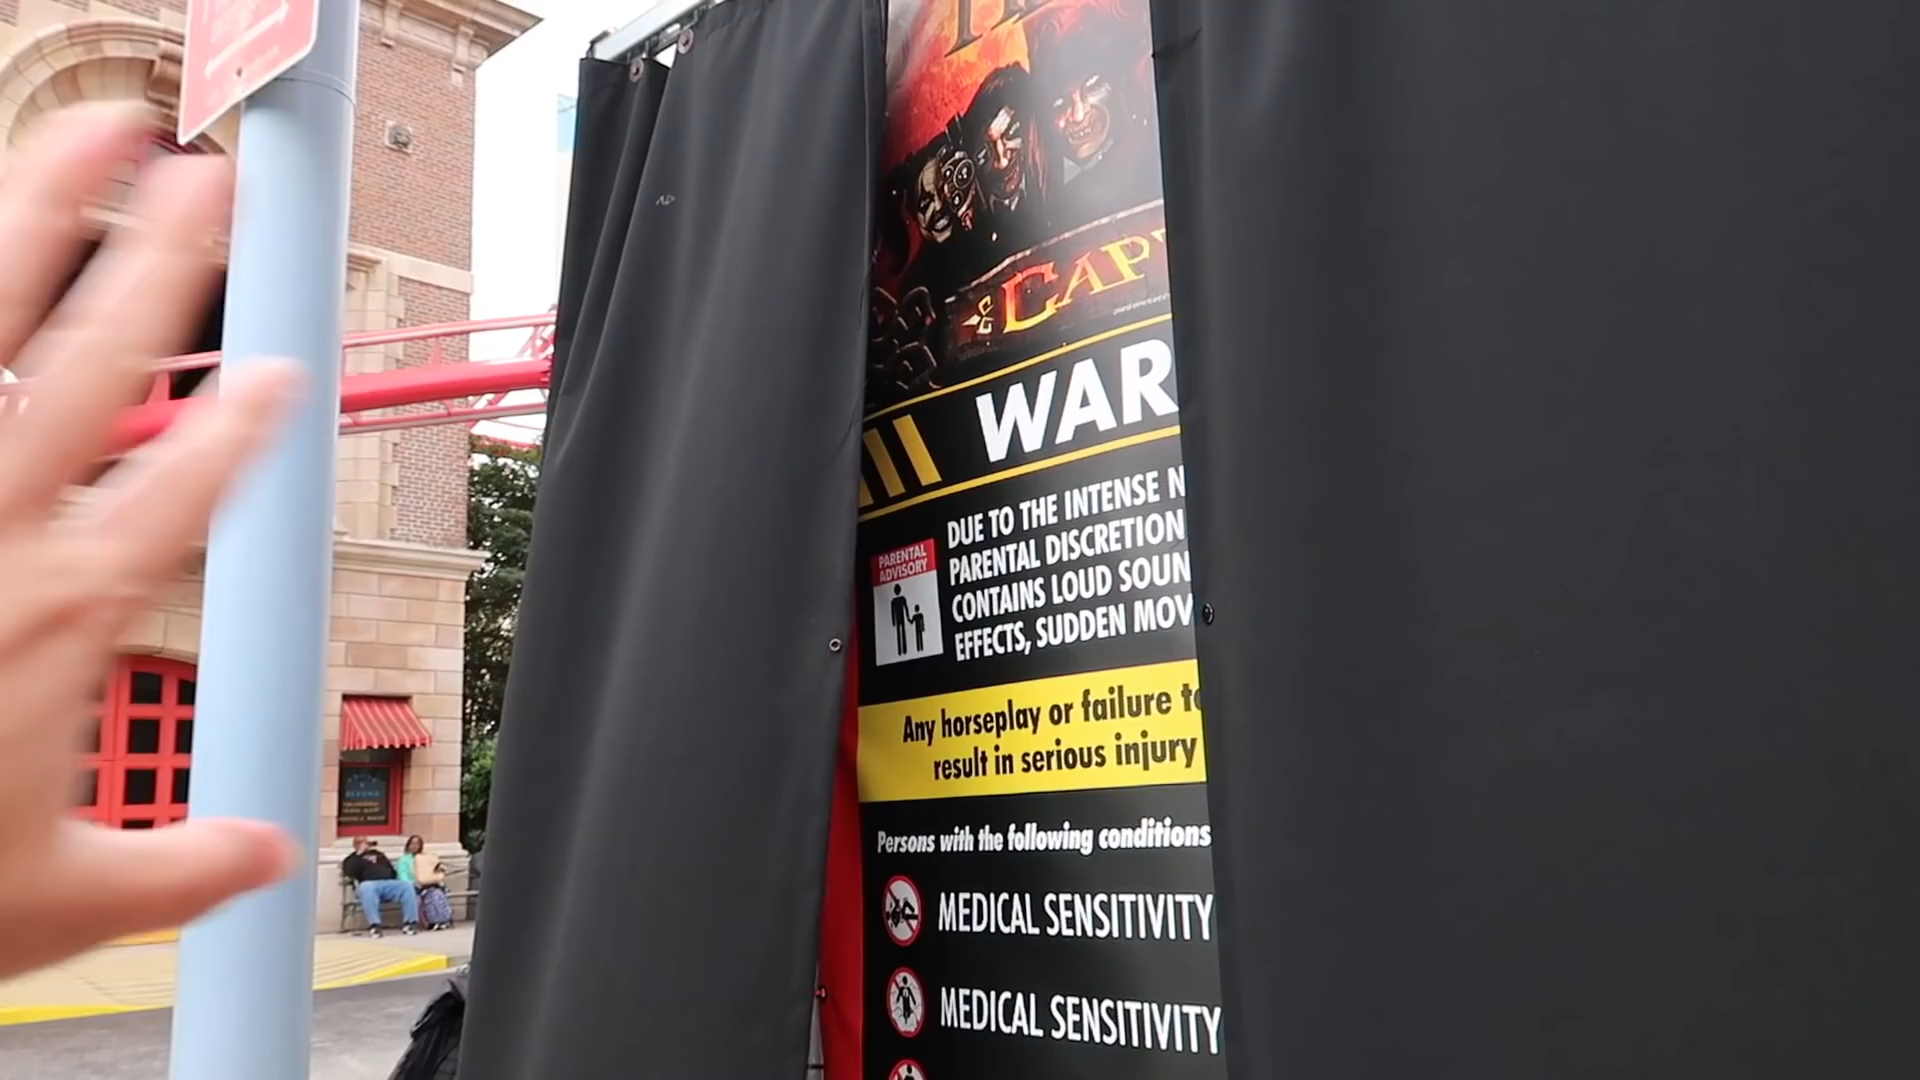 CAP
WAR
DUE TO THE INTENSE N
PARENTAL DISCRETION
CONTAINS LOUD SOUN
EFFECTS, SUDDEN MOV
PARENTAL
ADVISORY
Any horseplay or failure to
result in serious injury
Persons with the following conditions
MEDICAL SENSITIVITY
MEDICAL SENSITIVITY